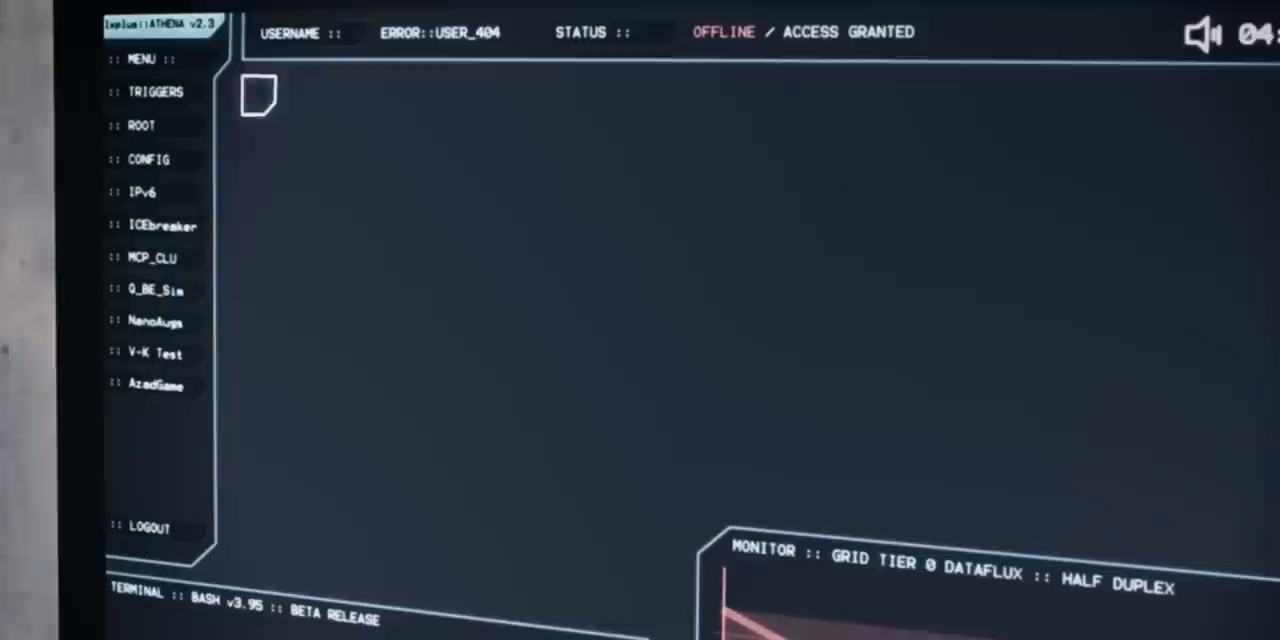 ::ATHENA v2.3
USERNAME :: ERROR::USER_404 STATUS :: OFFLINE / ACCESS GRANTED
04:
:: MENU ::
:: TRIGGERS
:: ROOT
:: CONFIG
:: IPv6
:: ICEbreaker
:: MCP_CLU
:: Q_BE_Sim
:: NanoAugs
:: V-K Test
:: AzadGame
:: LOGOUT
TERMINAL :: BASH v3.95 :: BETA RELEASE
MONITOR :: GRID TIER 0 DATAFLUX :: HALF DUPLEX